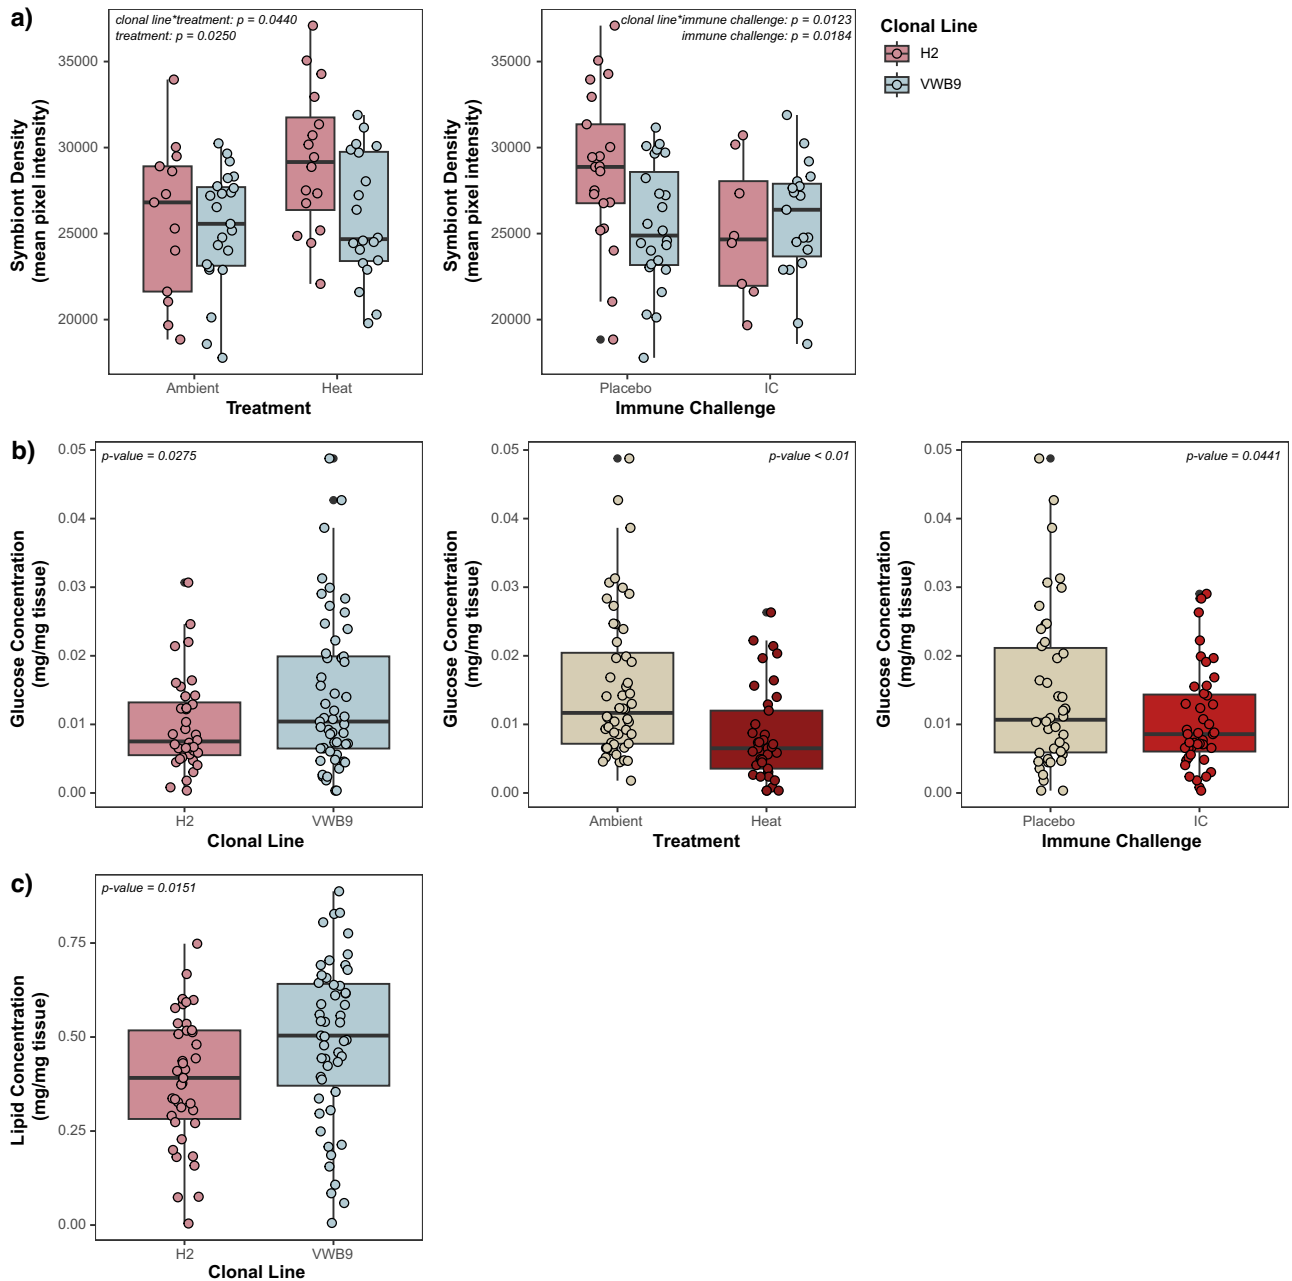 a)
clonal line*treatment: p = 0.0440
treatment: p = 0.0250
Symbiont Density
(mean pixel intensity)
35000
30000
25000
20000
Ambient
Heat
Treatment
clonal line*immune challenge: p = 0.0123
immune challenge: p = 0.0184
Symbiont Density
(mean pixel intensity)
35000
30000
25000
20000
Placebo
IC
Immune Challenge
Clonal Line
H2
VWB9
b)
p-value = 0.0275
Glucose Concentration
(mg/mg tissue)
0.05
0.04
0.03
0.02
0.01
0.00
H2
VWB9
Clonal Line
p-value < 0.01
Glucose Concentration
(mg/mg tissue)
0.05
0.04
0.03
0.02
0.01
0.00
Ambient
Heat
Treatment
p-value = 0.0441
Glucose Concentration
(mg/mg tissue)
0.05
0.04
0.03
0.02
0.01
0.00
Placebo
IC
Immune Challenge
c)
p-value = 0.0151
Lipid Concentration
(mg/mg tissue)
0.75
0.50
0.25
0.00
H2
VWB9
Clonal Line